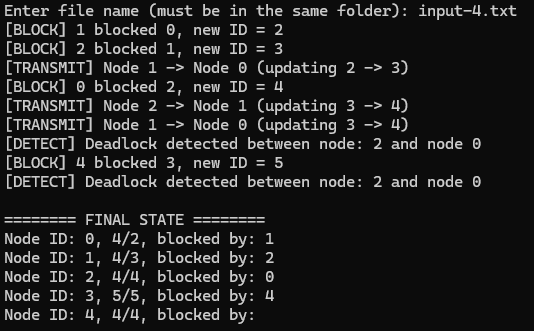 Enter file name (must be in the same folder): input-4.txt
[BLOCK] 1 blocked 0, new ID = 2
[BLOCK] 2 blocked 1, new ID = 3
[TRANSMIT] Node 1 -> Node 0 (updating 2 -> 3)
[BLOCK] 0 blocked 2, new ID = 4
[TRANSMIT] Node 2 -> Node 1 (updating 3 -> 4)
[TRANSMIT] Node 1 -> Node 0 (updating 3 -> 4)
[DETECT] Deadlock detected between node: 2 and node 0
[BLOCK] 4 blocked 3, new ID = 5
[DETECT] Deadlock detected between node: 2 and node 0
======== FINAL STATE ========
Node ID: 0, 4/2, blocked by: 1
Node ID: 1, 4/3, blocked by: 2
Node ID: 2, 4/4, blocked by: 0
Node ID: 3, 5/5, blocked by: 4
Node ID: 4, 4/4, blocked by: